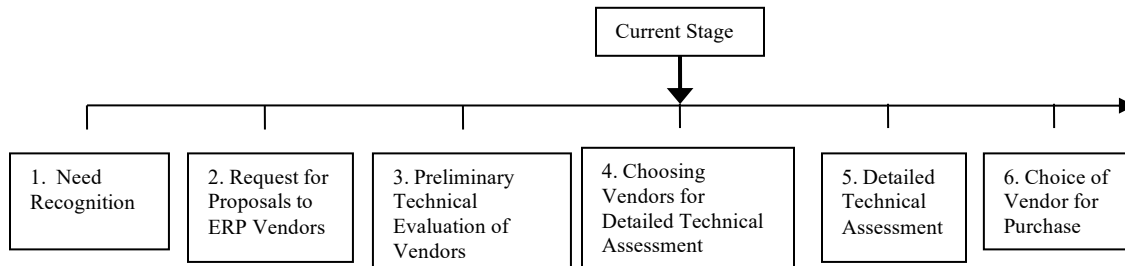 Current Stage
1. Need
Recognition
2. Request for
Proposals to
ERP Vendors
3. Preliminary
Technical
Evaluation of
Vendors
4. Choosing
Vendors for
Detailed Technical
Assessment
5. Detailed
Technical
Assessment
6. Choice of
Vendor for
Purchase